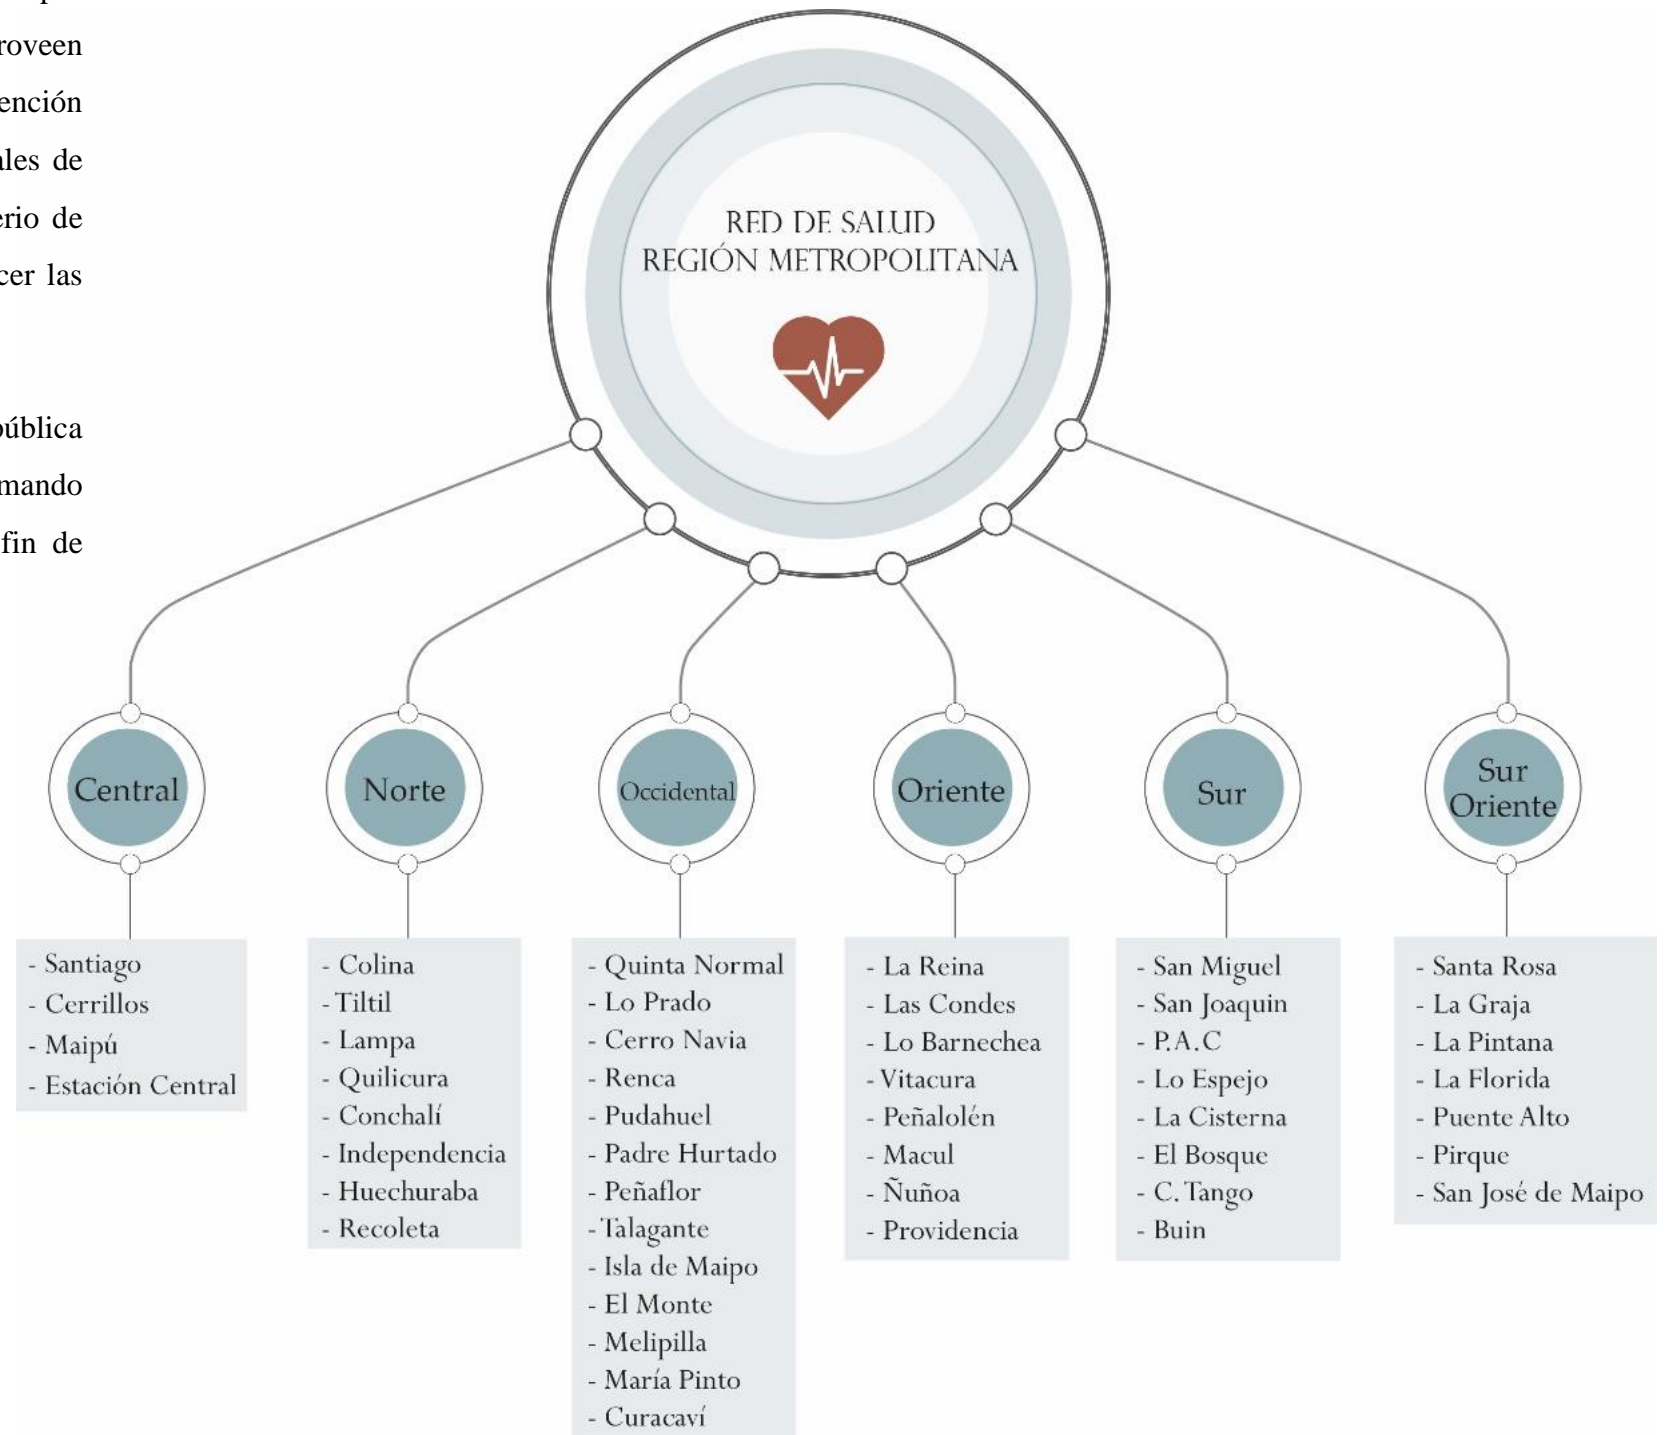 roveen
ención
ales de
erio de
cer las
pública
mando
fin de
RED DE SALUD
REGIÓN METROPOLITANA
Central
- Santiago
- Cerrillos
- Maipú
- Estación Central
Norte
- Colina
- Tiltil
- Lampa
- Quilicura
- Conchalí
- Independencia
- Huechuraba
- Recoleta
Occidental
- Quinta Normal
- Lo Prado
- Cerro Navia
- Renca
- Pudahuel
- Padre Hurtado
- Peñaflor
- Talagante
- Isla de Maipo
- El Monte
- Melipilla
- María Pinto
- Curacaví
Oriente
- La Reina
- Las Condes
- Lo Barnechea
- Vitacura
- Peñalolén
- Macul
- Ñuñoa
- Providencia
Sur
- San Miguel
- San Joaquin
- P.A.C
- Lo Espejo
- La Cisterna
- El Bosque
- C. Tango
- Buin
Sur
Oriente
- Santa Rosa
- La Graja
- La Pintana
- La Florida
- Puente Alto
- Pirque
- San José de Maipo